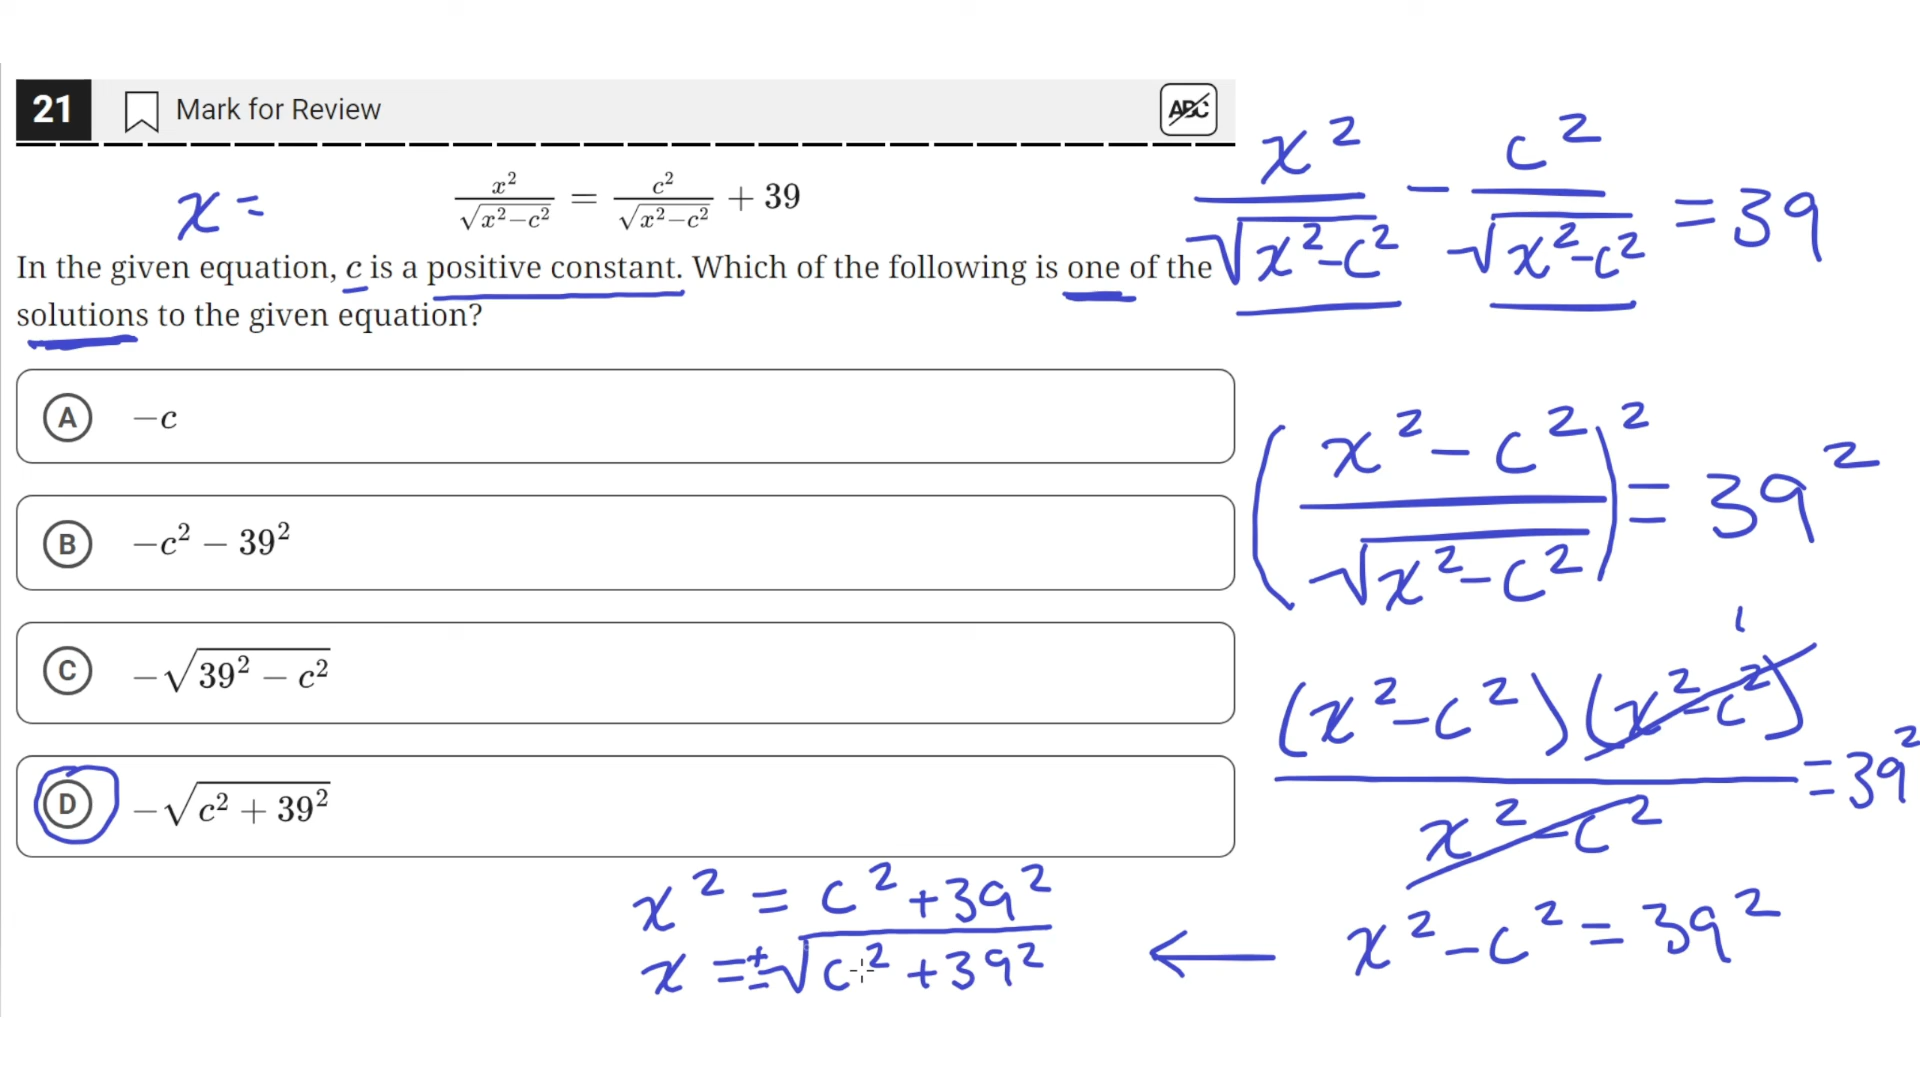 21 Mark for Review ABC
x²/√(x²−c²) = c²/√(x²−c²) + 39
x =
In the given equation, c is a positive constant. Which of the following is one of the
solutions to the given equation?
A −c
B −c² − 39²
C −√(39² − c²)
D −√(c² + 39²)
x²/√(x²−c²) − c²/√(x²−c²) = 39
((x² − c²)/√(x²−c²))² = 39²
1
(x²−c²)(x²−c²)/(x²−c²) = 39²
x² − c² = 39²
x² = c² + 39²
x = ±√(c² + 39²)